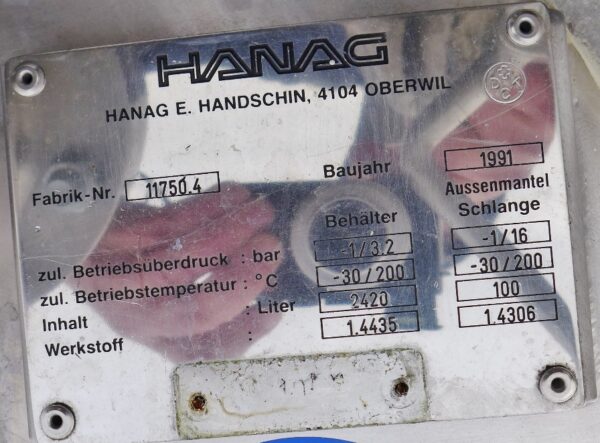 HANAG
HANAG E. HANDSCHIN, 4104 OBERWIL
Fabrik-Nr. 11750.4 Baujahr 1991
Behälter Aussenmantel Schlange
zul. Betriebsüberdruck : bar -1/3.2 -1/16
zul. Betriebstemperatur : °C -30/200 -30/200
Inhalt : Liter 2420 100
Werkstoff : 1.4435 1.4306